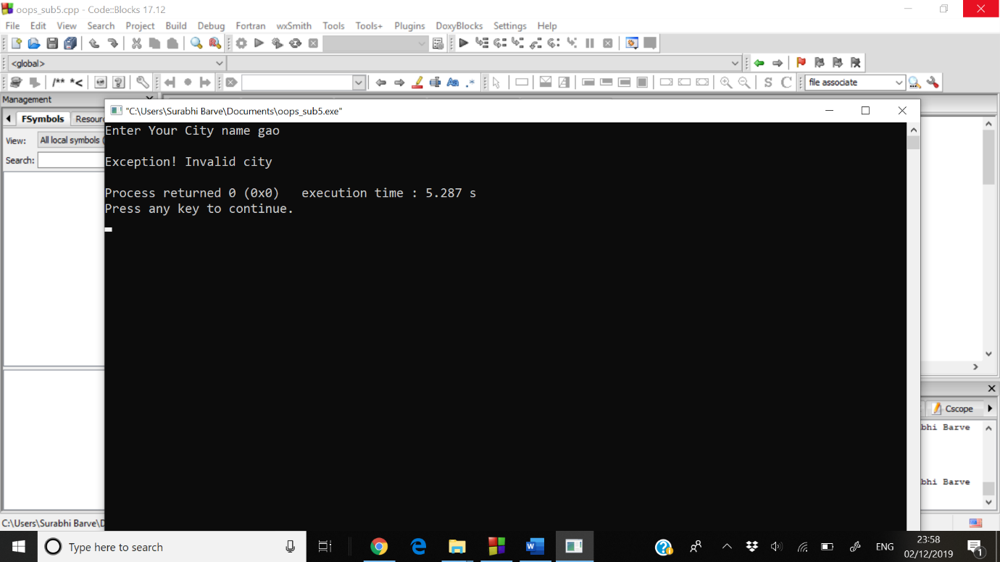 oops_sub5.cpp - Code::Blocks 17.12
File Edit View Search Project Build Debug Fortran wxSmith Tools Tools+ Plugins DoxyBlocks Settings Help
<global>
/** *< Aa .* S C file associate
Management
FSymbols Resourc
"C:\Users\Surabhi Barve\Documents\oops_sub5.exe"
View: All local symbols (
Search:
Enter Your City name gao
Exception! Invalid city
Process returned 0 (0x0) execution time : 5.287 s
Press any key to continue.
Cscope
bhi Barve
bhi Barve
C:\Users\Surabhi Barve\D
Type here to search
ENG
23:58
02/12/2019
1